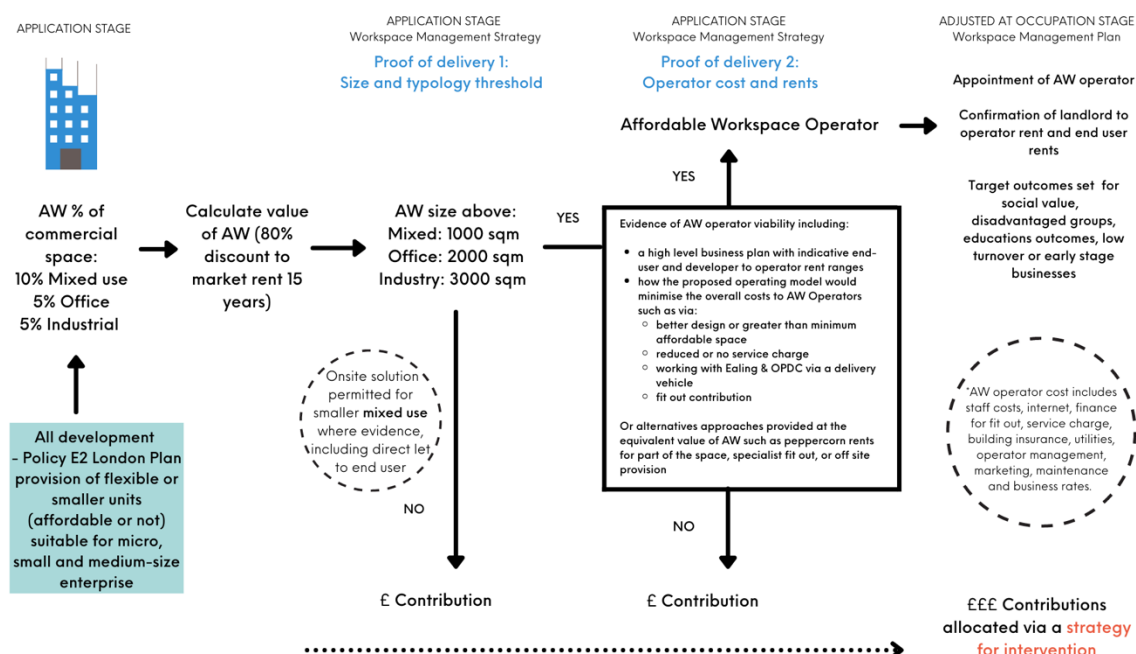 APPLICATION STAGE
APPLICATION STAGE
Workspace Management Strategy
Proof of delivery 1:
Size and typology threshold
APPLICATION STAGE
Workspace Management Strategy
Proof of delivery 2:
Operator cost and rents
ADJUSTED AT OCCUPATION STAGE
Workspace Management Plan
Appointment of AW operator
Confirmation of landlord to
operator rent and end user
rents
Target outcomes set for
social value,
disadvantaged groups,
educations outcomes, low
turnover or early stage
businesses
Affordable Workspace Operator
YES
AW % of
commercial
space:
10% Mixed use
5% Office
5% Industrial
Calculate value
of AW (80%
discount to
market rent 15
years)
AW size above:
Mixed: 1000 sqm
Office: 2000 sqm
Industry: 3000 sqm
YES
Evidence of AW operator viability including:
• a high level business plan with indicative end-
user and developer to operator rent ranges
• how the proposed operating model would
minimise the overall costs to AW Operators
such as via:
○ better design or greater than minimum
affordable space
○ reduced or no service charge
○ working with Ealing & OPDC via a delivery
vehicle
○ fit out contribution
Or alternatives approaches provided at the
equivalent value of AW such as peppercorn rents
for part of the space, specialist fit out, or off site
provision
Onsite solution
permitted for
smaller mixed use
where evidence,
including direct let
to end user
*AW operator cost includes
staff costs, internet, finance
for fit out, service charge,
building insurance, utilities,
operator management,
marketing, maintenance
and business rates.
All development
- Policy E2 London Plan
provision of flexible or
smaller units
(affordable or not)
suitable for micro,
small and medium-size
enterprise
NO
NO
£ Contribution
£ Contribution
£££ Contributions
allocated via a strategy
for intervention